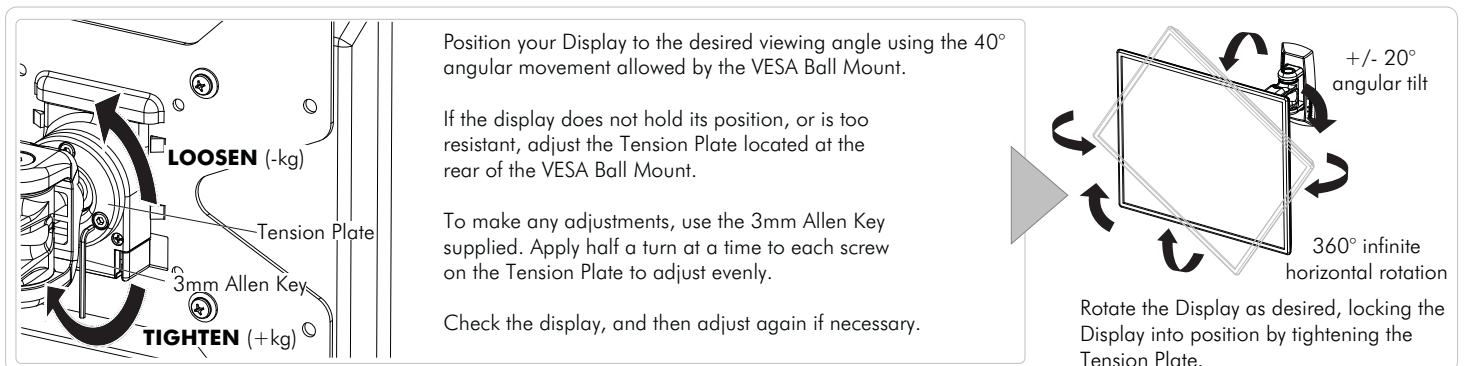 LOOSEN (-kg)
Tension Plate
3mm Allen Key
TIGHTEN (+kg)
Position your Display to the desired viewing angle using the 40°
angular movement allowed by the VESA Ball Mount.
If the display does not hold its position, or is too
resistant, adjust the Tension Plate located at the
rear of the VESA Ball Mount.
To make any adjustments, use the 3mm Allen Key
supplied. Apply half a turn at a time to each screw
on the Tension Plate to adjust evenly.
Check the display, and then adjust again if necessary.
+/- 20°
angular tilt
360° infinite
horizontal rotation
Rotate the Display as desired, locking the
Display into position by tightening the
Tension Plate.